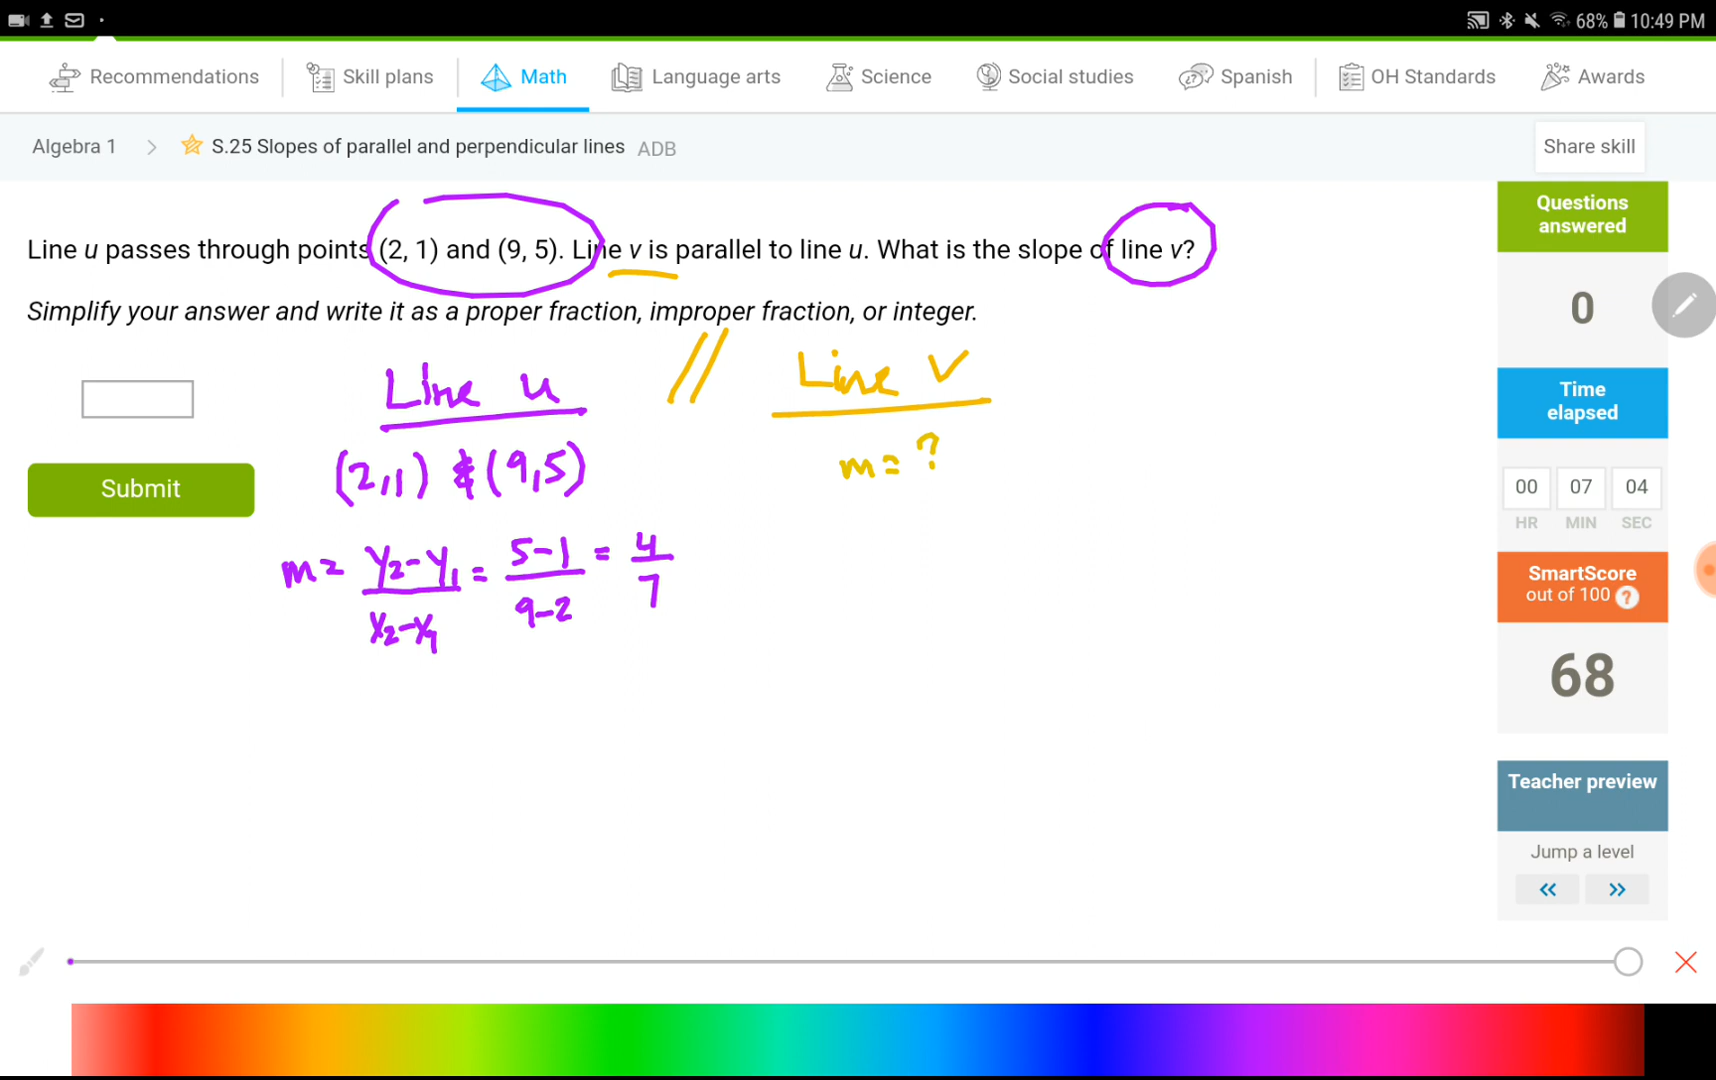 68% 10:49 PM
Recommendations Skill plans Math Language arts Science Social studies Spanish OH Standards Awards
Algebra 1 > S.25 Slopes of parallel and perpendicular lines ADB
Share skill
Line u passes through points (2, 1) and (9, 5). Line v is parallel to line u. What is the slope of line v?
Simplify your answer and write it as a proper fraction, improper fraction, or integer.
Submit
Line u // Line V
(2,1) & (9,5)
m = ?
m = y₂-y₁/x₂-x₁ = 5-1/9-2 = 4/7
Questions
answered
0
Time
elapsed
00 07 04
HR MIN SEC
SmartScore
out of 100 ?
68
Teacher preview
Jump a level
« »